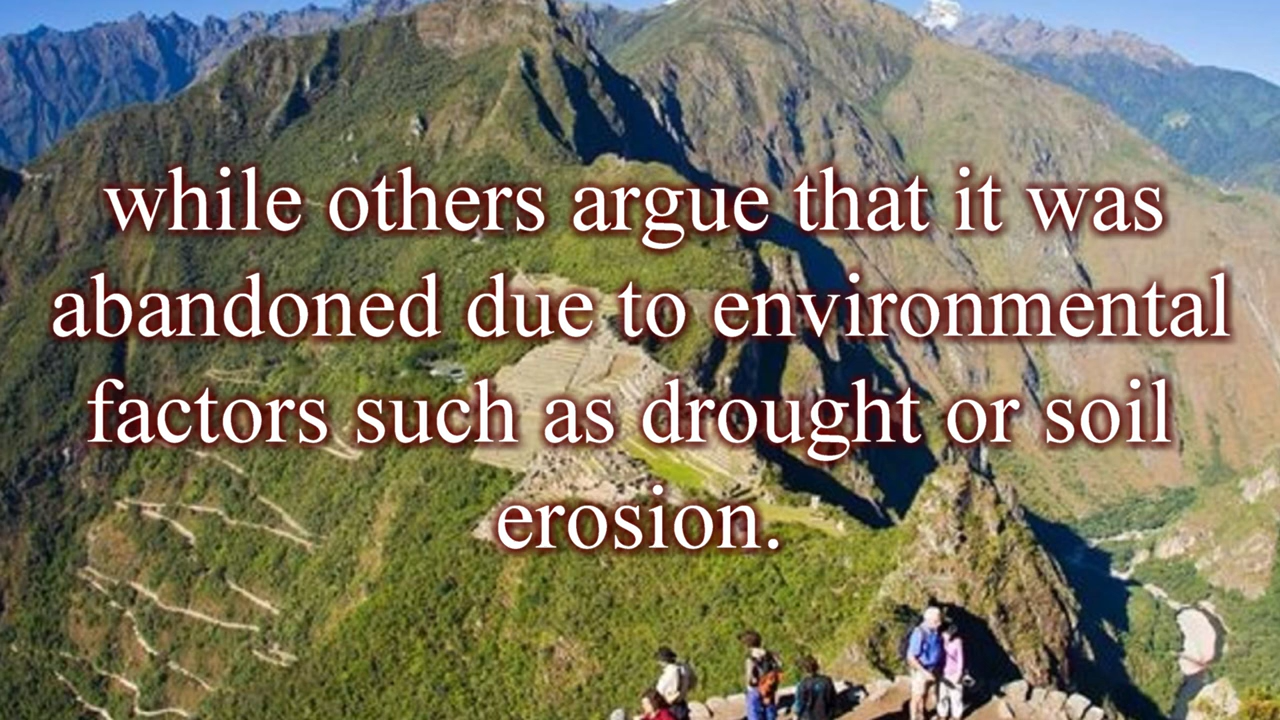 while others argue that it was
abandoned due to environmental
factors such as drought or soil
erosion.